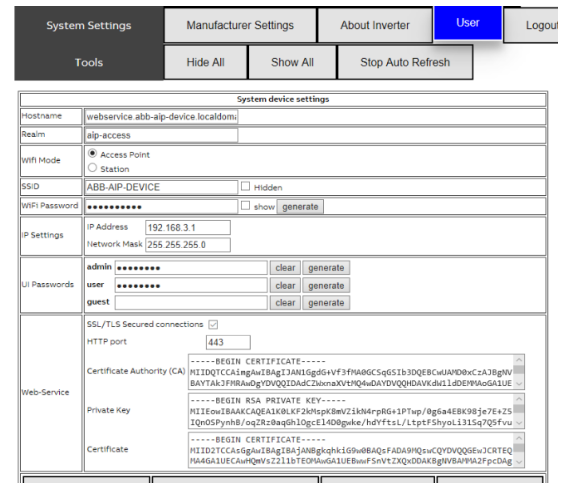 System Settings
Manufacturer Settings
About Inverter
User
Logout
Tools
Hide All
Show All
Stop Auto Refresh
System device settings
Hostname
webservice.abb-aip-device.localdoma
Realm
aip-access
Wifi Mode
Access Point
Station
SSID
ABB-AIP-DEVICE
Hidden
WiFi Password
••••••••••
show
generate
IP Settings
IP Address
192.168.3.1
Network Mask
255.255.255.0
UI Passwords
admin
••••••••
clear
generate
user
••••••••
clear
generate
guest
clear
generate
Web-Service
SSL/TLS Secured connections
HTTP port
443
Certificate Authority (CA)
-----BEGIN CERTIFICATE-----
Private Key
-----BEGIN RSA PRIVATE KEY-----
Certificate
-----BEGIN CERTIFICATE-----